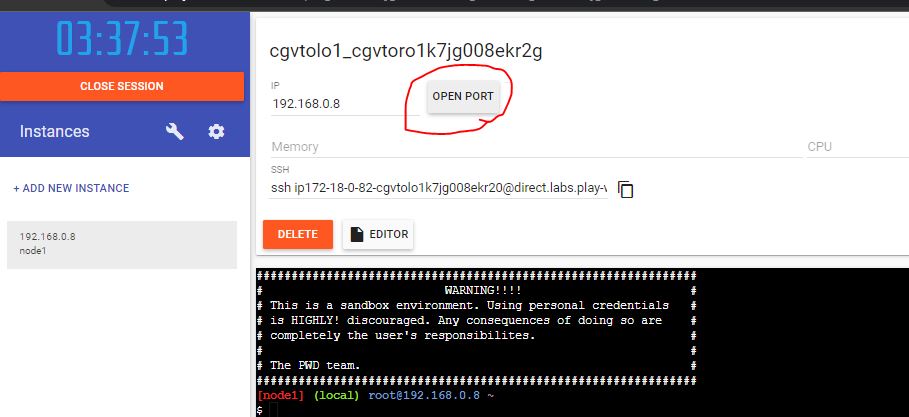 03:37:53
CLOSE SESSION
Instances
+ ADD NEW INSTANCE
192.168.0.8
node1
cgvtolo1_cgvtoro1k7jg008ekr2g
IP
192.168.0.8
OPEN PORT
Memory
CPU
SSH
ssh ip172-18-0-82-cgvtolo1k7jg008ekr20@direct.labs.play-v
DELETE
EDITOR
###############################################################
# WARNING!!!! #
# This is a sandbox environment. Using personal credentials #
# is HIGHLY! discouraged. Any consequences of doing so are #
# completely the user's responsibilites. #
# #
# The PWD team. #
###############################################################
[node1] (local) root@192.168.0.8 ~
$